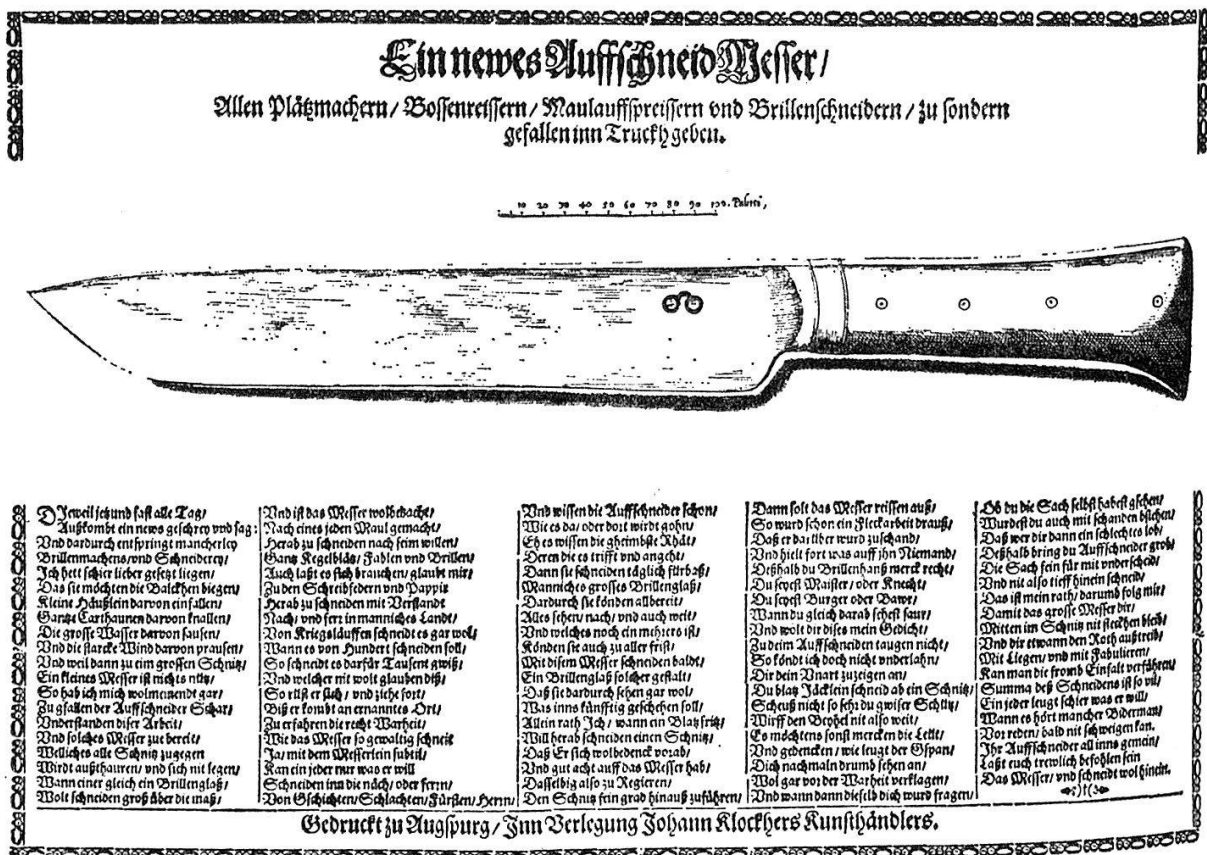 Ein newes Auffschneid Messer/
Allen Plätzmachern/ Bossenreissern/ Maulauffspreissern vnd Brillenschneidern/ zu sondern
gefallen inn Truckh geben.
10 20 30 40 50 60 70 80 90 100.
DJeweil jetzund fast alle Tag/
Außkombt ein news geschrey vnd sag:
Vnd dardurch entspringt mancherley
Brillenmachens/ vnd Schneiderey/
Jch hett schier lieber gesetzt liegen/
Das sie möchten die Balcken biegen/
Kleine Häußlein darvon einfallen/
Gantze Carthaunen darvon knallen/
Die grosse Wasser darvon sausen/
Vnd die starcke Wind darvon prausen/
Vnd weil dann zu eim grossen Schnitz/
Ein kleines Messer ist nichts nütz/
So hab ich mich wolmeinendt gar/
Zu gfallen der Auffschneider Schar/
Vnderstanden diser Arbeit/
Vnd solches Messer zue bereit/
Welliches alle Schnitz zugegen
Wirdt außthauren/ vnd sich nit legen/
Wann einer gleich ein Brillenglaß/
Wolt schneiden groß über die maß/
Vnd ist das Messer wolbedacht/
Nach eines jeden Maul gemacht/
Herab zu schneiden nach seim willen/
Gantz Kegelbläs/ Fablen vnd Brillen/
Auch laßt es sich brauchen/ glaubt mir/
Zu den Schreibfedern vnd Pappir
Herab zu schneiden mit Verstandt
Nach/ vnd fern in manniches Landt/
Von Kriegsläuffen schneidt es gar wol/
Wann es von Hundert schneiden soll/
So schneidt es darfür Tausent gwiß/
Vnd welcher nit wolt glauben diß/
So rüst er sich/ vnd ziehe fort/
Biß er kombt an ernanntes Ort/
Zu erfahren die recht Warheit/
Wie das Messer so gewaltig schneit
Ja/ mit dem Messerlein subtil/
Kan ein jeder nur was er will
Schneiden inn die näch/ oder fern/
Von Gschichten/ Schlachten/ Fürsten/ Herrn/
Vnd wissen die Auffschneider schon/
Wie es da/ oder dort wirdt gohn/
Eh es wissen die gheimbste Rhät/
Deren die es trifft vnd angeht/
Dann sie schneiden täglich fürbaß/
Manniches grosses Brillenglaß/
Dardurch sie könden allbereit/
Alles sehen/ nach/ vnd auch weit/
Vnd welches noch ein mehrers ist/
Könden sie auch zu aller frist/
Mit disem Messer schneiden baldt/
Ein Brillenglaß solcher gestalt/
Daß sie dardurch sehen gar wol/
Was inns künfftig geschehen soll/
Allein rath Jch/ wann ein Blatzfritz/
Will herab schneiden einen Schnitz/
Daß Er sich wolbedenck vorab/
Vnd gut acht auff das Messer hab/
Dasselbig also zu Regieren/
Den Schnitz fein grad hinauß zuführen/
Dann solt das Messer reissen auß/
So wurd schon ein Fleckarbeit drauß/
Daß er darüber wurd zuschand/
Vnd hielt fort was auff jhn Niemand/
Deßhalb du Brillenhanß merck recht/
Du seyest Maister/ oder Knecht/
Du seyest Burger oder Bawr/
Wann du gleich darab sehest saur/
Vnd wolt dir dises mein Gedicht/
Zu deim Auffschneiden taugen nicht/
So köndt ich doch nicht vnderlahn/
Dir dein Vnart zuzeigen an/
Du blatz Jäcklein schneid ab ein Schnitz/
Scheuß nicht so sehr du gwiser Schütz/
Wirff den Beyhel nit also weit/
Es möchtens sonst mercken die Leut/
Vnd gedencken/ wie leugt der Gspan/
Dich nachmaln drumb sehen an/
Wol gar vor der Warheit verklagen/
Vnd wann dann dieselb dich wurd fragen/
Ob du die Sach selbst habest gsehen/
Wurdest du auch mit schanden bstehen/
Daß wer dir dann ein schlechtes lob/
Deßhalb bring du Auffschneider grob/
Die Sach fein für mit vnderscheid/
Vnd nit also tieff hinein schneid/
Das ist mein rath/ darumb folg mir/
Damit das grosse Messer dir/
Mitten im Schnitz nit steckhen bleib/
Vnd dir etwann den Roth außtreib/
Mit Liegen/ vnd mit Fabulieren/
Kan man die fromb Einfalt verführen/
Summa deß Schneidens ist so vil/
Ein jeder leugt schier was er will/
Wann es hört mancher Biderman/
Vor reden/ bald nit schweigen kan.
Jhr Auffschneider all inns gemein/
Laßt euch trewlich befohlen sein
Das Messer/ vnd schneidt wol hinein.
Gedruckt zu Augspurg/ Jnn Verlegung Johann Klockhers Kunsthändlers.